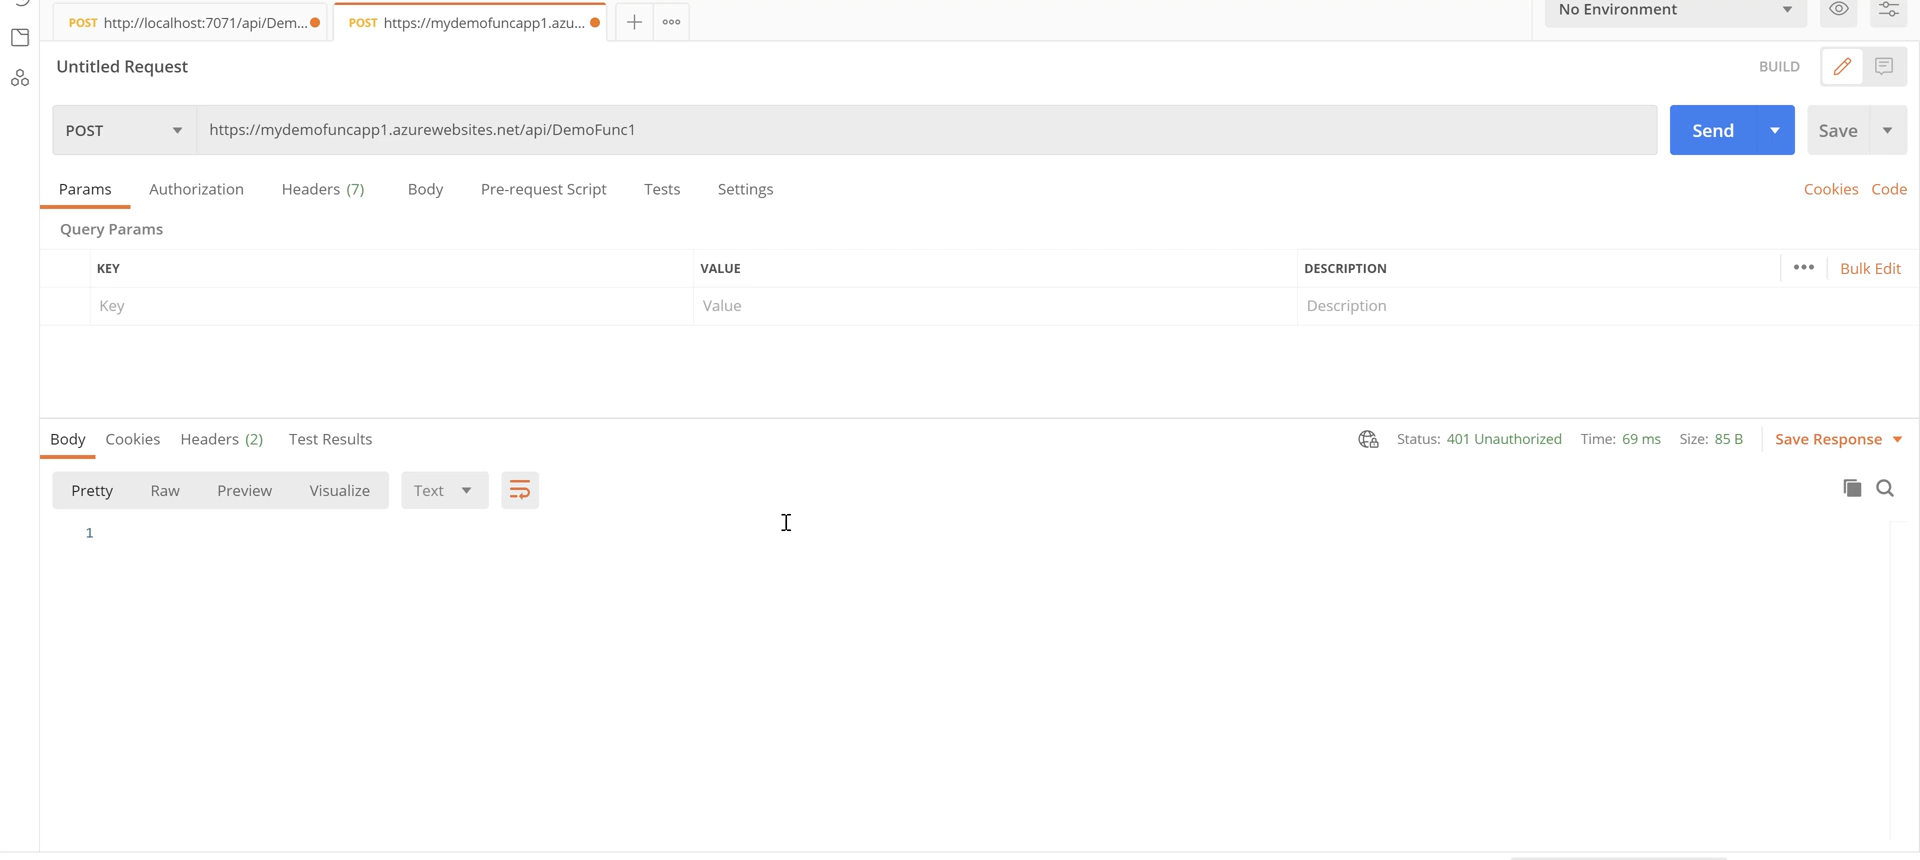 POST http://localhost:7071/api/Dem... POST https://mydemofuncapp1.azu... No Environment
Untitled Request BUILD
POST https://mydemofuncapp1.azurewebsites.net/api/DemoFunc1 Send Save
Params Authorization Headers (7) Body Pre-request Script Tests Settings Cookies Code
Query Params
KEY VALUE DESCRIPTION Bulk Edit
Key Value Description
Body Cookies Headers (2) Test Results Status: 401 Unauthorized Time: 69 ms Size: 85 B Save Response
Pretty Raw Preview Visualize Text
1